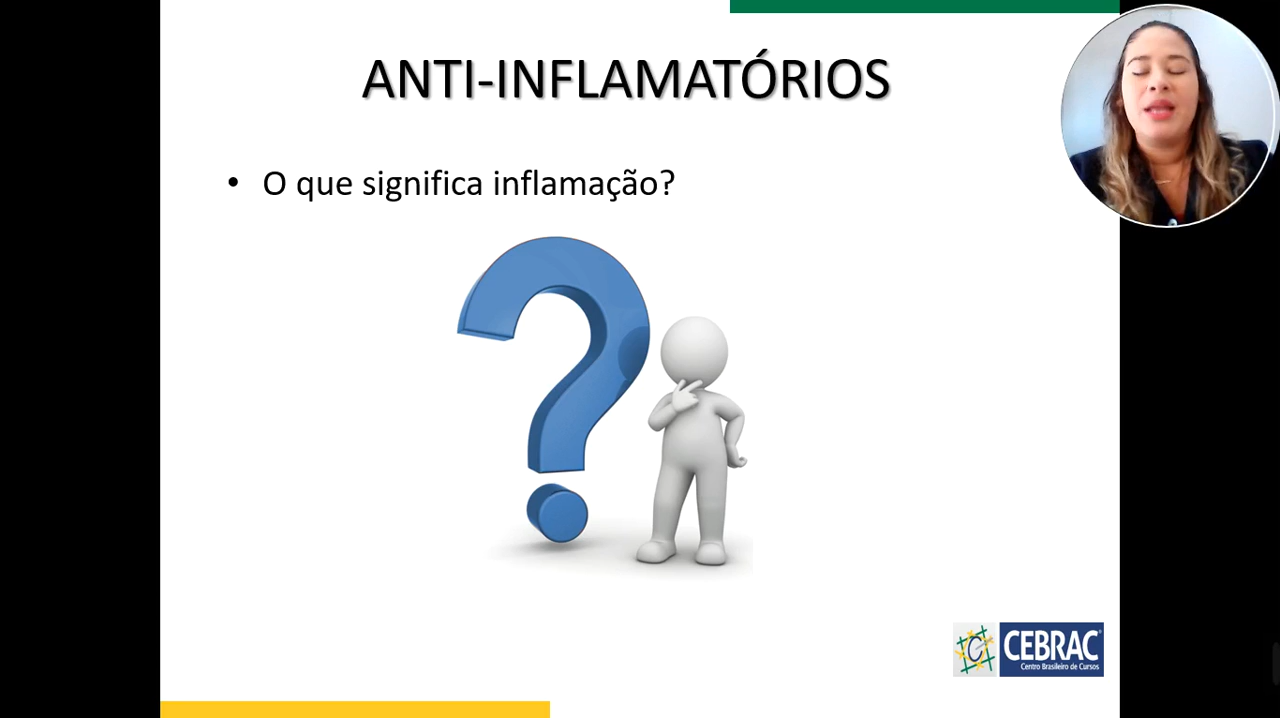 ANTI-INFLAMATÓRIOS
• O que significa inflamação?
CEBRAC®
Centro Brasileiro de Cursos